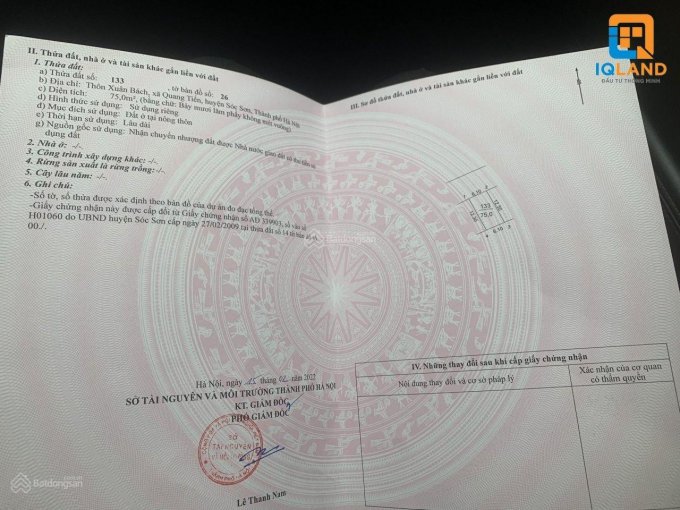 IQLAND
ĐẦU TƯ THÔNG MINH
II. Thửa đất, nhà ở và tài sản khác gắn liền với đất
1. Thửa đất:
a) Thửa đất số: 133 , tờ bản đồ số: 26
b) Địa chỉ: Thôn Xuân Bách, xã Quang Tiến, huyện Sóc Sơn, Thành phố Hà Nội
c) Diện tích: 75,0m², (bằng chữ: Bảy mươi lăm phẩy không mét vuông)
d) Hình thức sử dụng: Sử dụng riêng
đ) Mục đích sử dụng: Đất ở tại nông thôn
e) Thời hạn sử dụng: Lâu dài
g) Nguồn gốc sử dụng: Nhận chuyển nhượng đất được Nhà nước giao đất có thu tiền sử
dụng đất
2. Nhà ở: -/-
3. Công trình xây dựng khác: -/-
4. Rừng sản xuất là rừng trồng: -/-
5. Cây lâu năm: -/-
6. Ghi chú:
-Số tờ, số thửa được xác định theo bản đồ của dự án đo đạc tổng thể.
-Giấy chứng nhận này được cấp đổi từ Giấy chứng nhận số AD 339903, số vào sổ
H01060 do UBND huyện Sóc Sơn cấp ngày 27/02/2009 tại thửa đất số 14 tờ bản đồ số
00./.
III. Sơ đồ thửa đất, nhà ở và tài sản khác gắn liền với đất
B
6,10
133
75,0
12,30
6,10
Batdongsan
Hà Nội, ngày 15 tháng 02 năm 2022
SỞ TÀI NGUYÊN VÀ MÔI TRƯỜNG THÀNH PHỐ HÀ NỘI
KT. GIÁM ĐỐC
PHÓ GIÁM ĐỐC
SỞ
TÀI NGUYÊN
Lê Thanh Nam
IV. Những thay đổi sau khi cấp giấy chứng nhận
Nội dung thay đổi và cơ sở pháp lý
Xác nhận của cơ quan
có thẩm quyền
Batdongsan